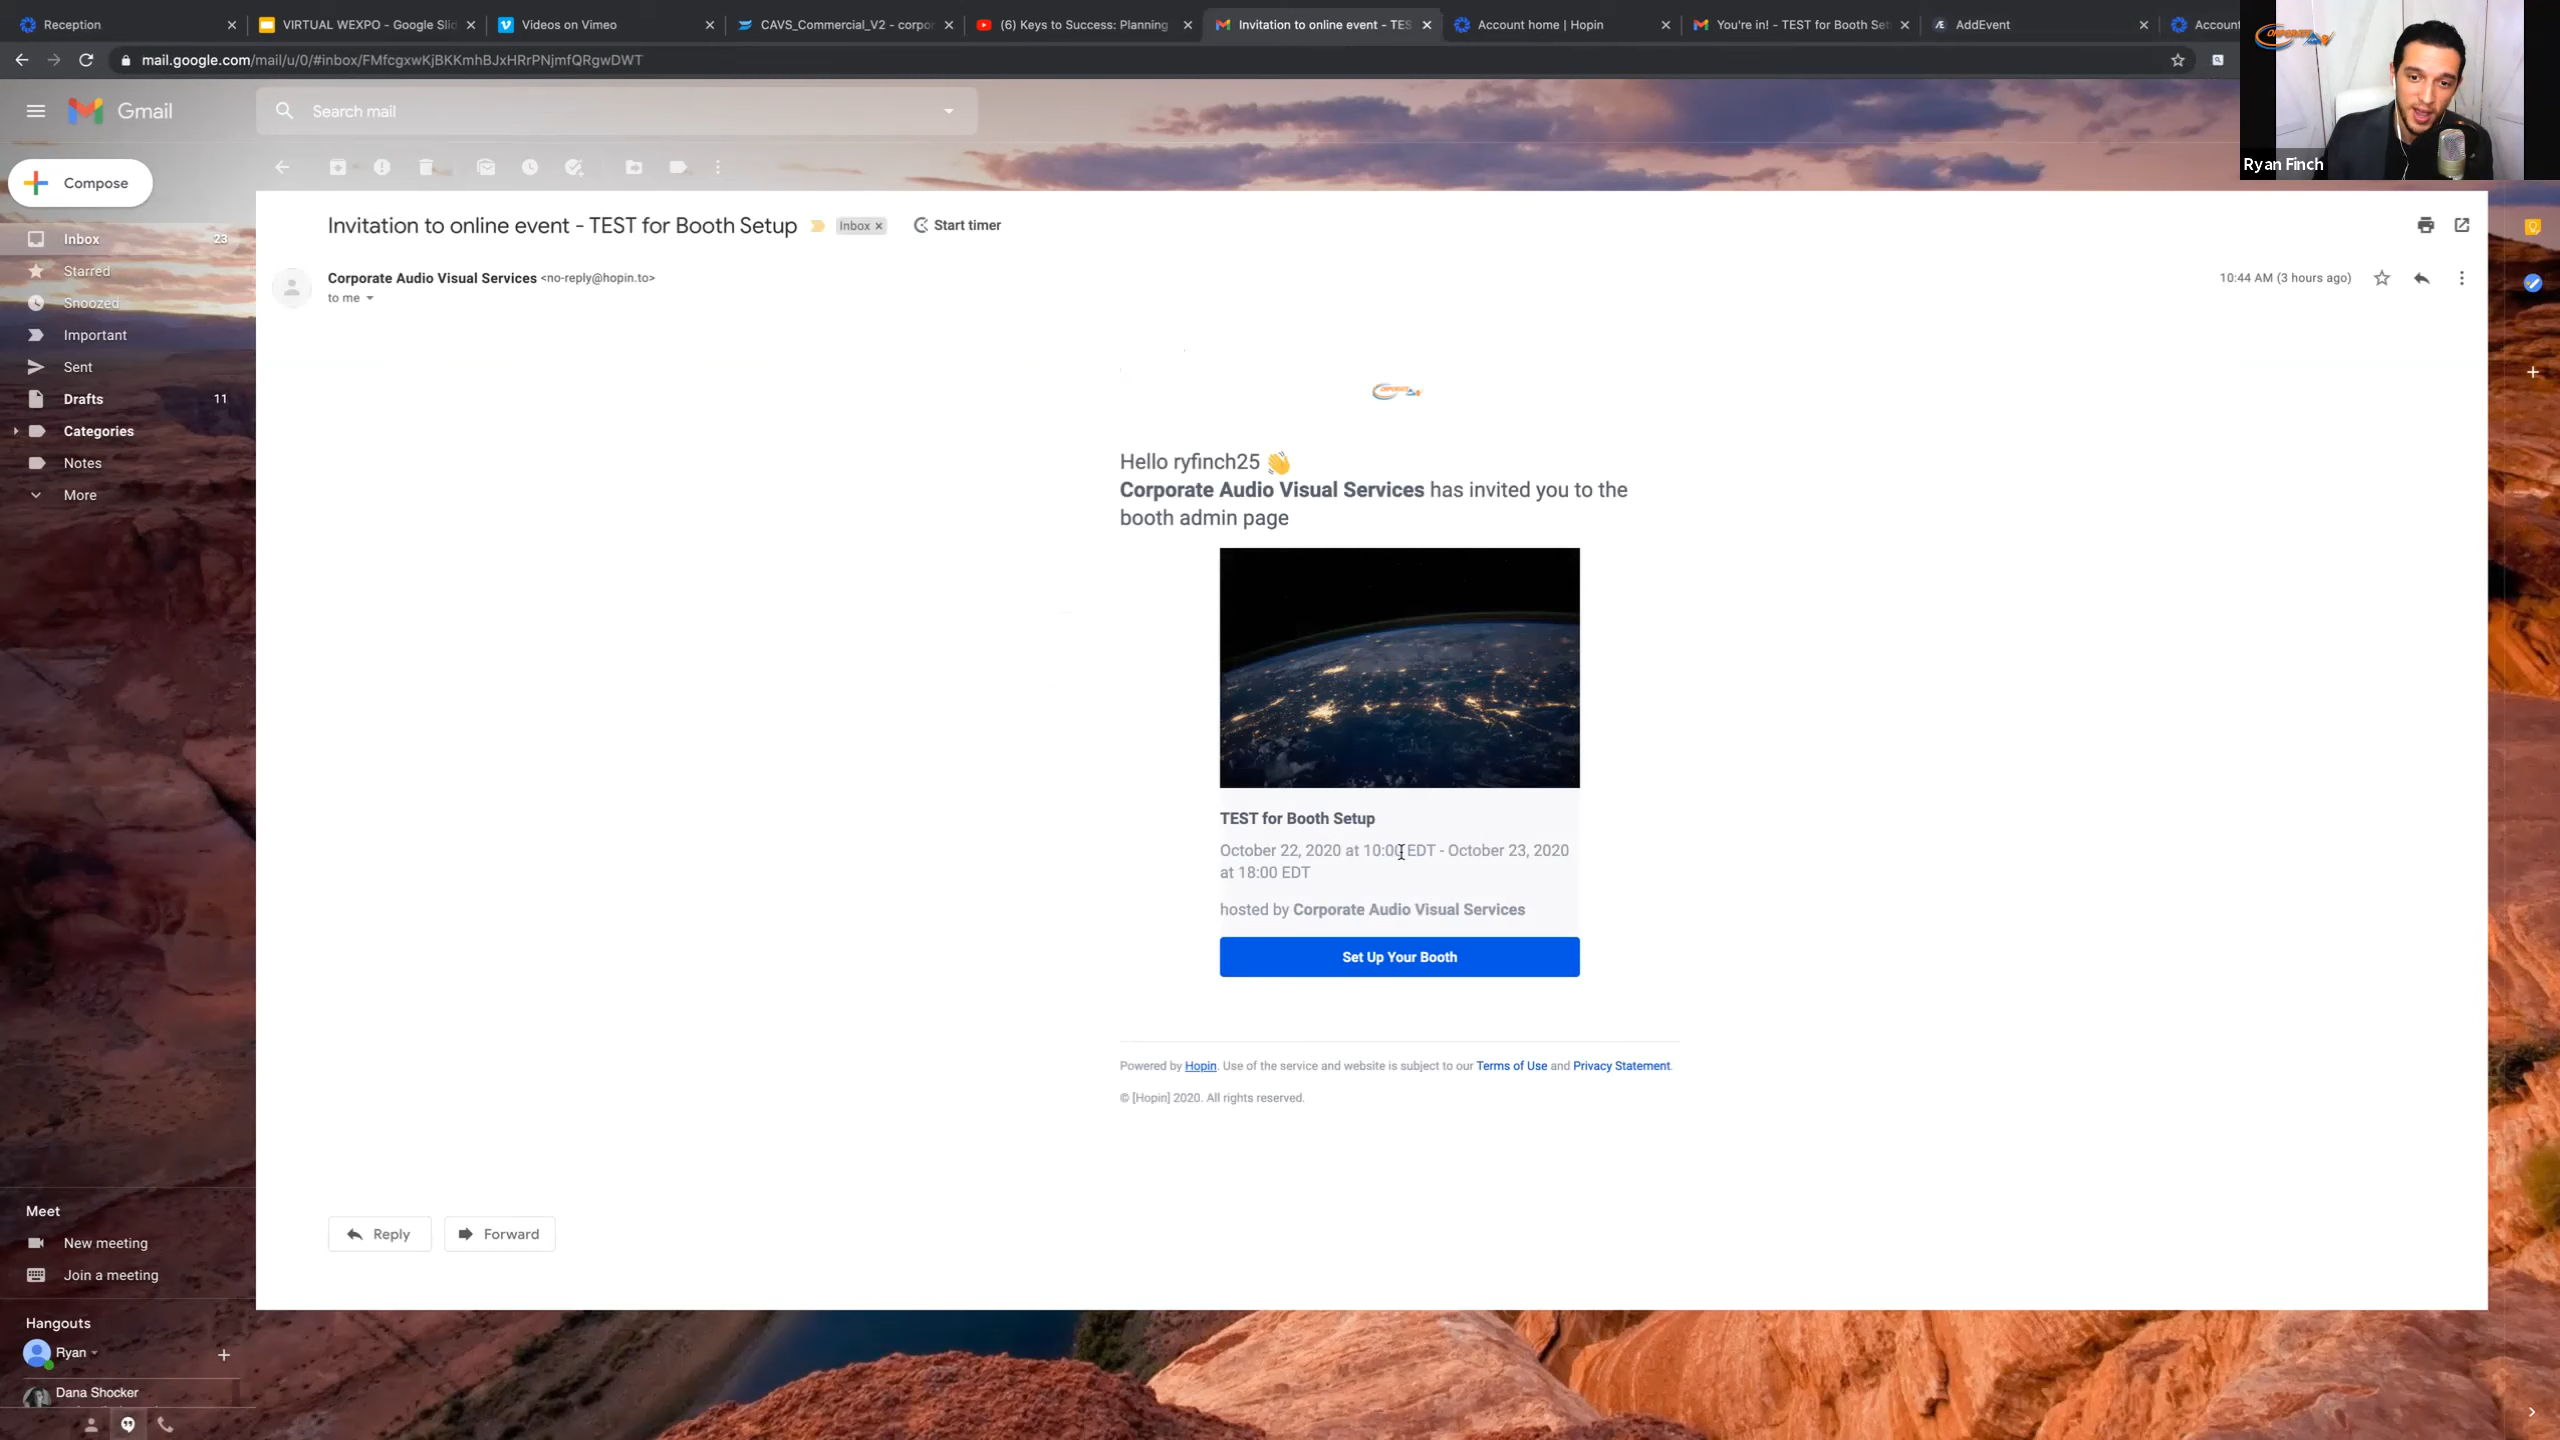 Reception
VIRTUAL WEXPO - Google Slid
Videos on Vimeo
CAVS_Commercial_V2 - corpor
(6) Keys to Success: Planning
Invitation to online event - TES
Account home | Hopin
You're in! - TEST for Booth Set
AddEvent
Account
mail.google.com/mail/u/0/#inbox/FMfcgxwKjBKKmhBJxHRrPNjmfQRgwDWT
Gmail
Search mail
Ryan Finch
Compose
Inbox 23
Starred
Snoozed
Important
Sent
Drafts 11
Categories
Notes
More
Invitation to online event - TEST for Booth Setup Inbox Start timer
Corporate Audio Visual Services <no-reply@hopin.to>
10:44 AM (3 hours ago)
to me
Hello ryfinch25 👋
Corporate Audio Visual Services has invited you to the
booth admin page
TEST for Booth Setup
October 22, 2020 at 10:00 EDT - October 23, 2020
at 18:00 EDT
hosted by Corporate Audio Visual Services
Set Up Your Booth
Powered by Hopin. Use of the service and website is subject to our Terms of Use and Privacy Statement.
© [Hopin] 2020. All rights reserved.
Reply
Forward
Meet
New meeting
Join a meeting
Hangouts
Ryan
Dana Shocker